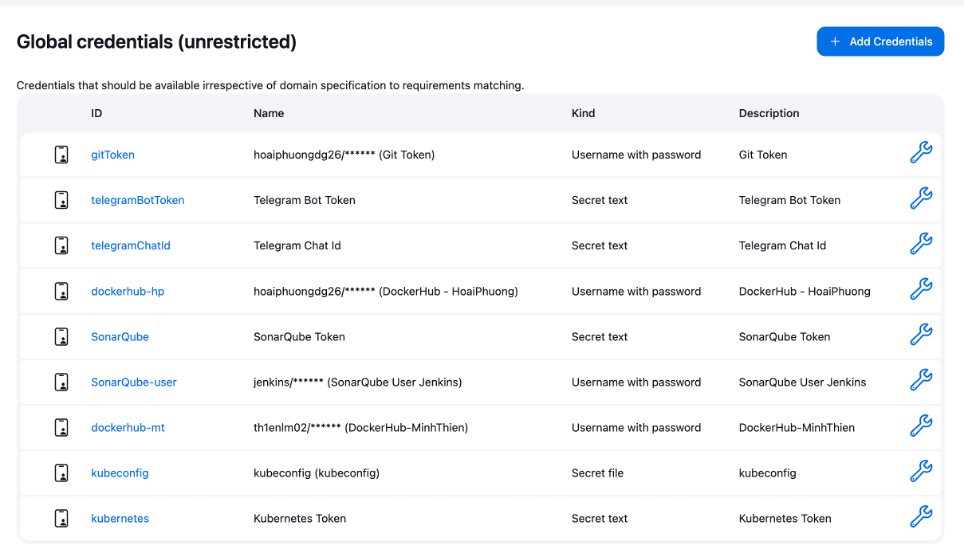 Global credentials (unrestricted)
+ Add Credentials
Credentials that should be available irrespective of domain specification to requirements matching.
ID Name Kind Description
gitToken hoaiphuongdg26/****** (Git Token) Username with password Git Token
telegramBotToken Telegram Bot Token Secret text Telegram Bot Token
telegramChatId Telegram Chat Id Secret text Telegram Chat Id
dockerhub-hp hoaiphuongdg26/****** (DockerHub - HoaiPhuong) Username with password DockerHub - HoaiPhuong
SonarQube SonarQube Token Secret text SonarQube Token
SonarQube-user jenkins/****** (SonarQube User Jenkins) Username with password SonarQube User Jenkins
dockerhub-mt th1enlm02/****** (DockerHub-MinhThien) Username with password DockerHub-MinhThien
kubeconfig kubeconfig (kubeconfig) Secret file kubeconfig
kubernetes Kubernetes Token Secret text Kubernetes Token